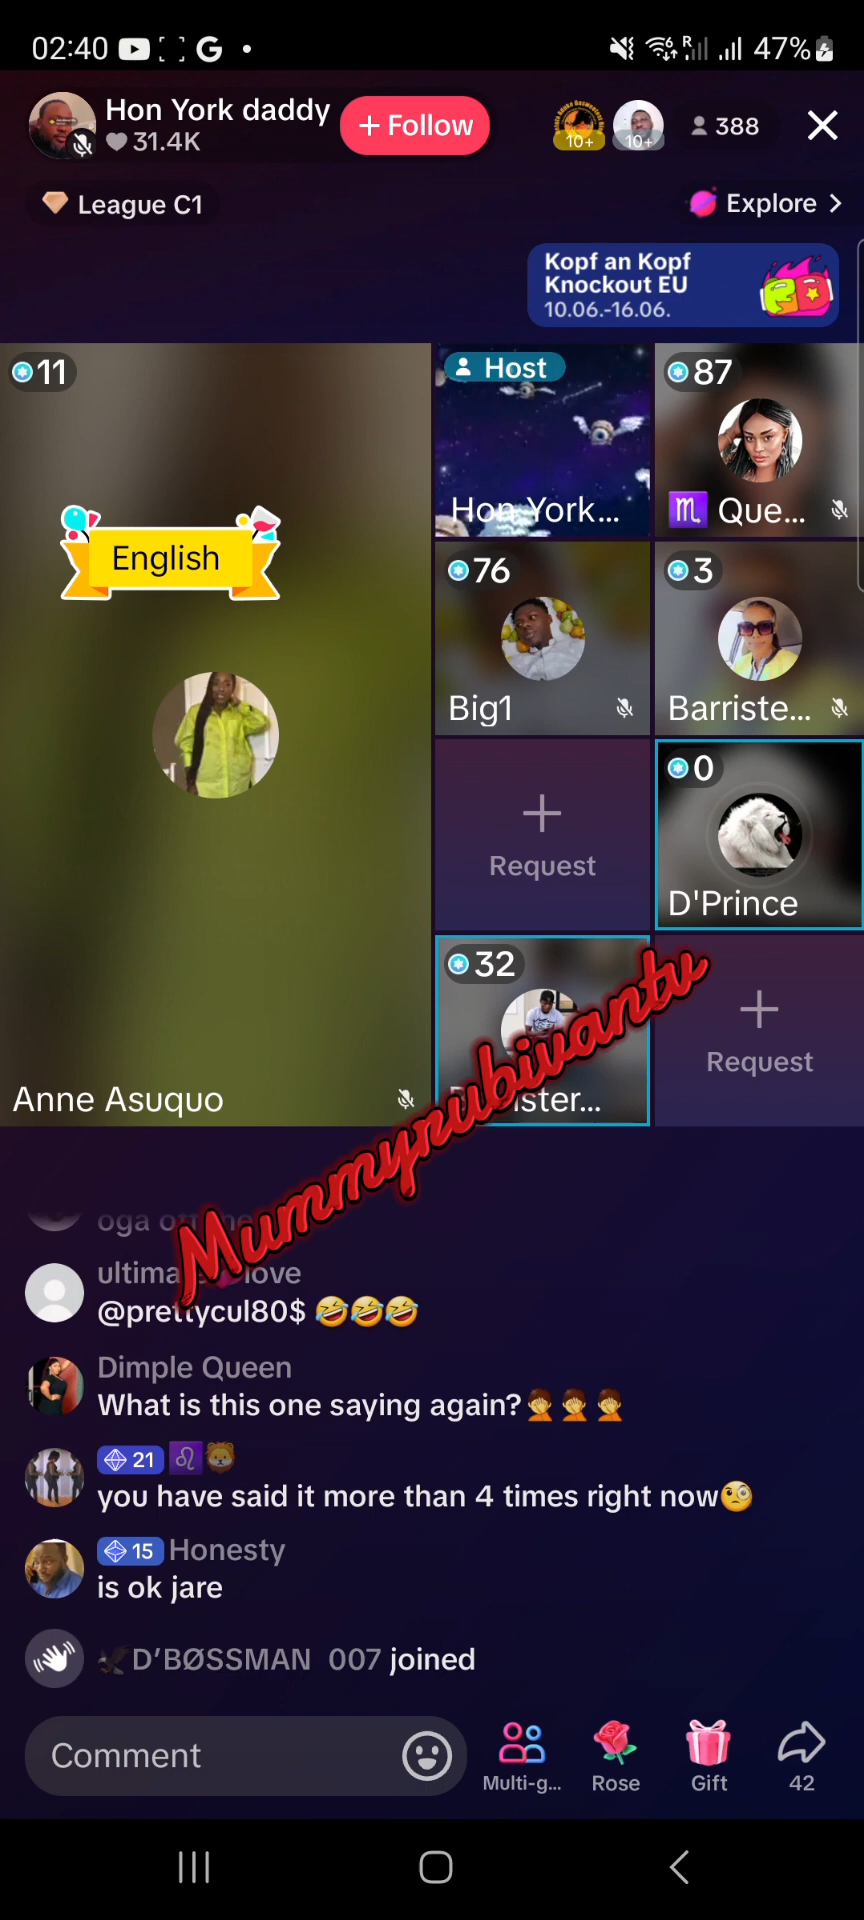 02:40
47%
Hon York daddy
31.4K
+ Follow
10+
10+
388
League C1
Explore
Kopf an Kopf
Knockout EU
10.06.-16.06.
11
English
Anne Asuquo
Host
Hon York...
87
Que...
76
Big1
3
Barriste...
Request
0
D'Prince
32
ister...
Request
Mummyrubivantv
oga
love
@prettycul80$ 🤣🤣🤣
Dimple Queen
What is this one saying again?🤦🤦🤦
21 ♌🦁
you have said it more than 4 times right now🧐
15 Honesty
is ok jare
🦅D'BØSSMAN 007 joined
Comment
Multi-g...
Rose
Gift
42